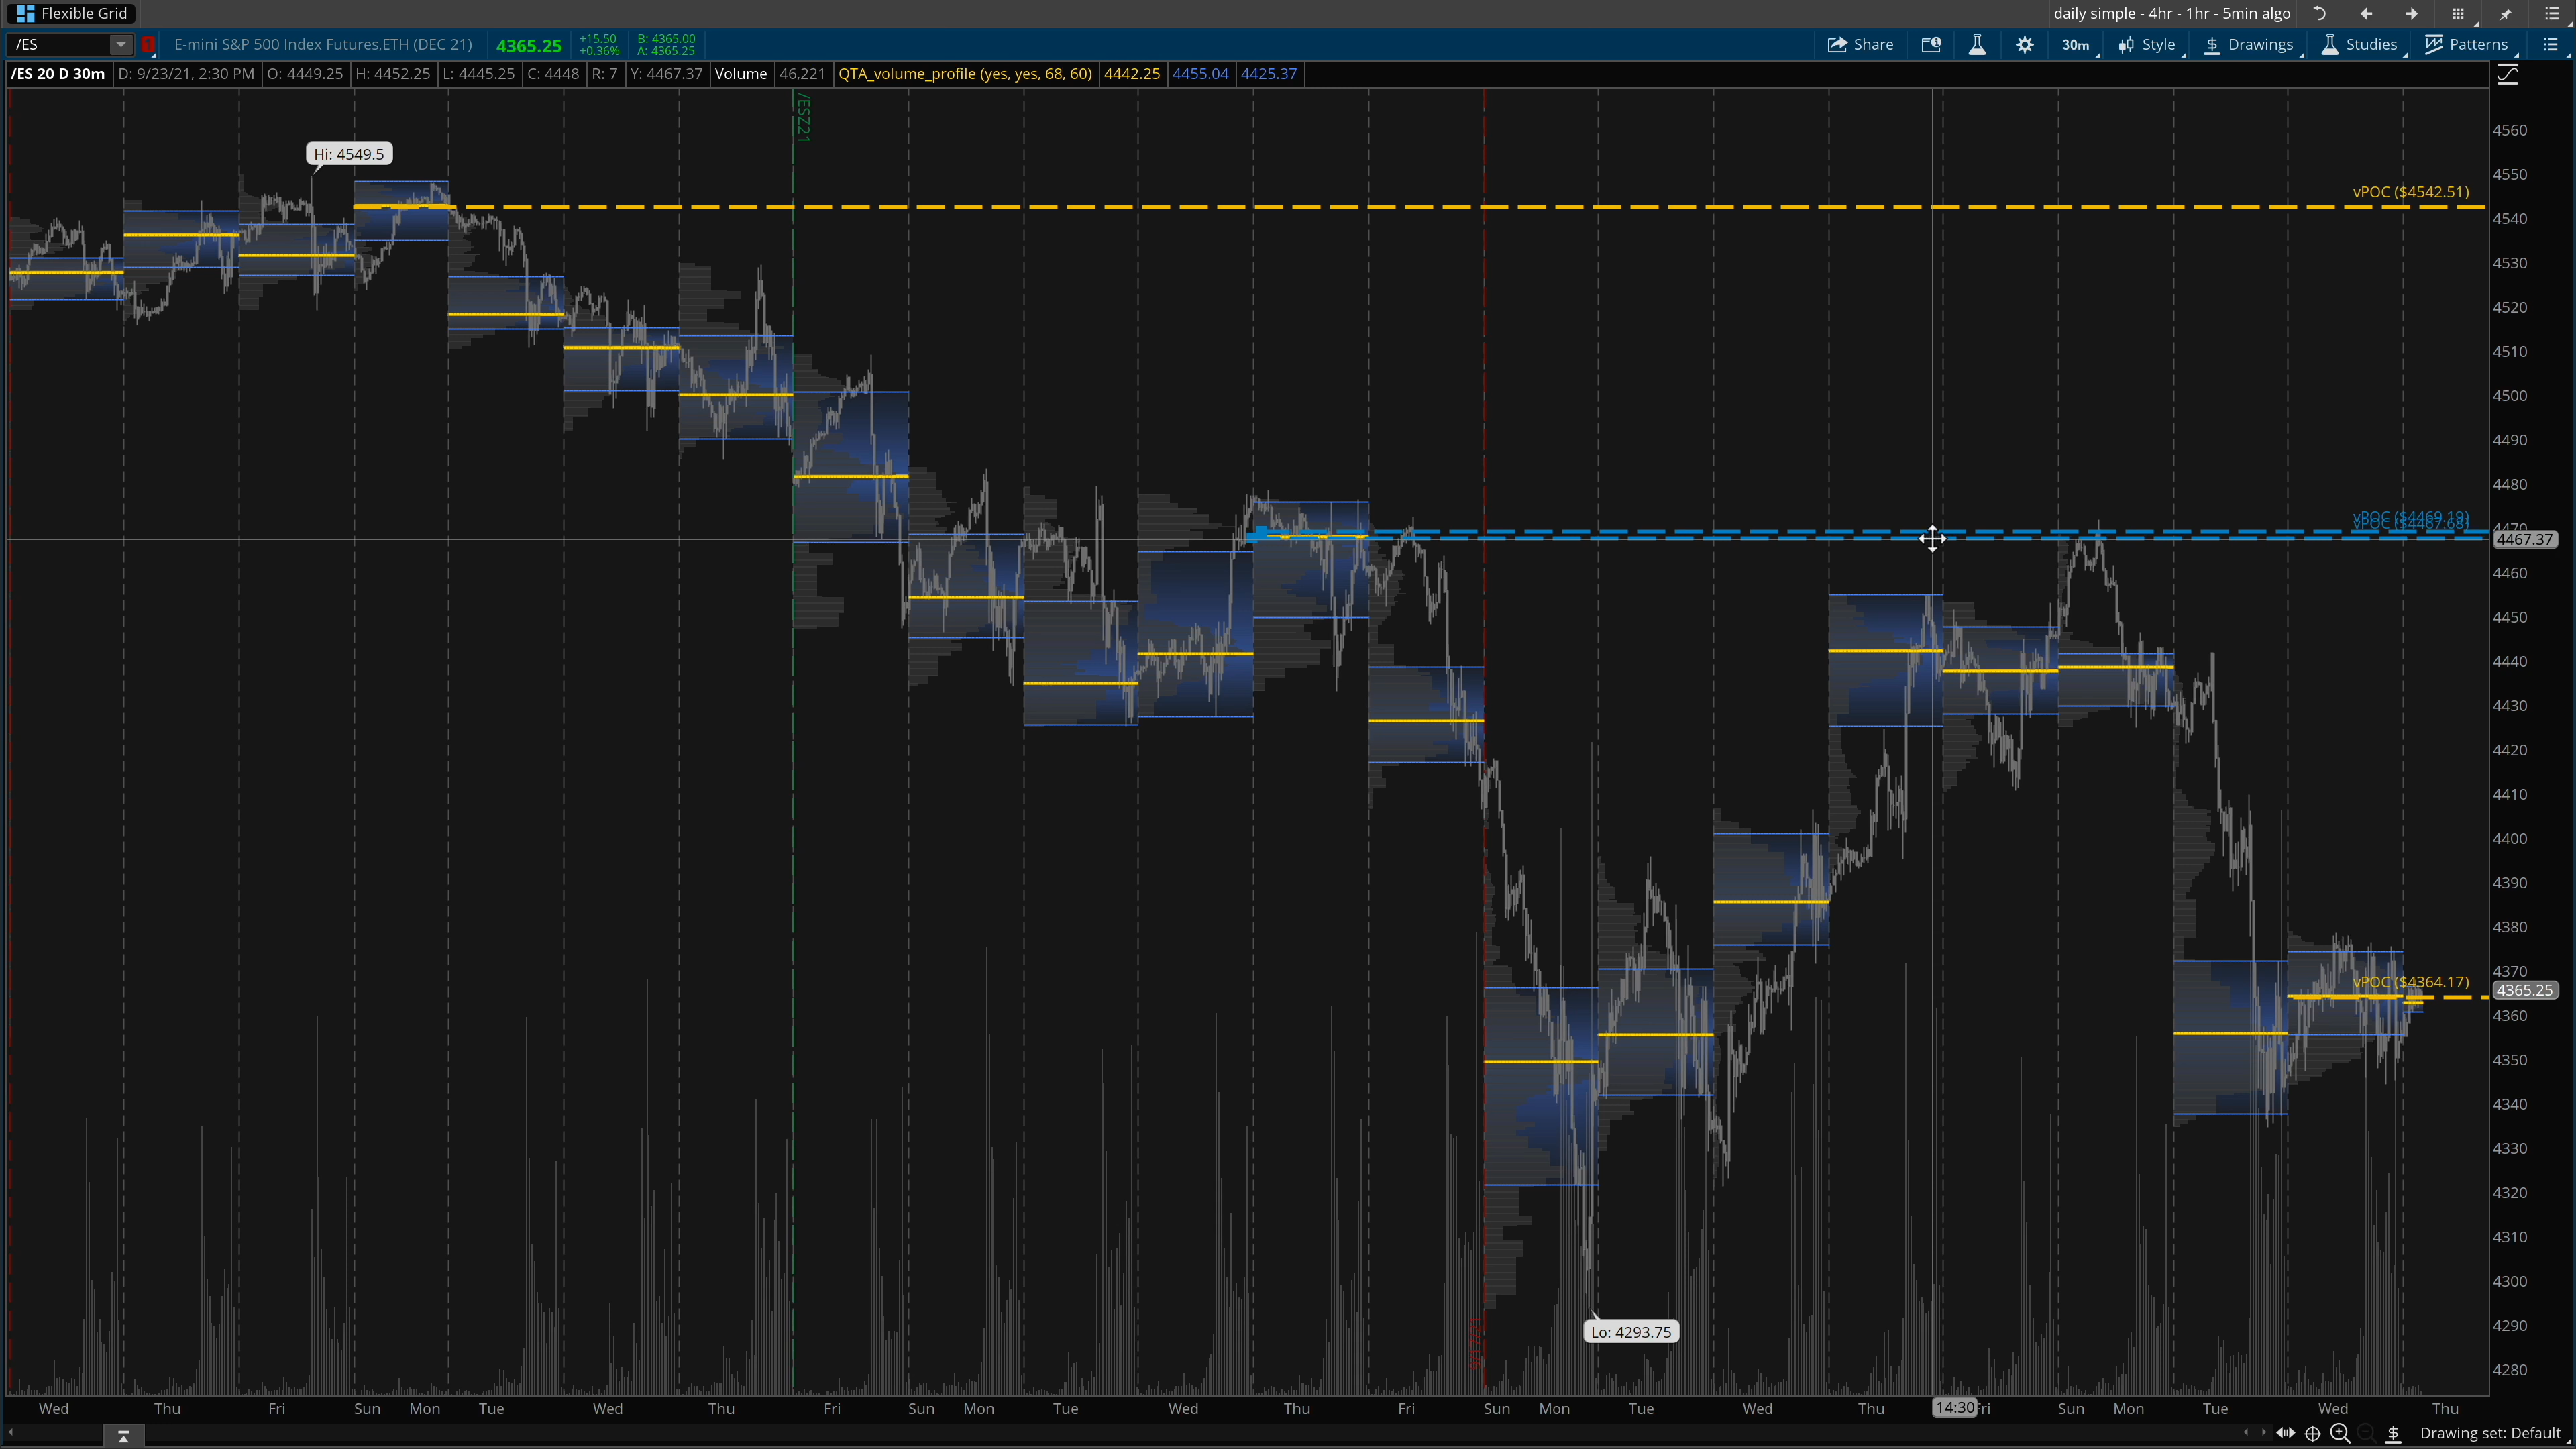 Flexible Grid
daily simple - 4hr - 1hr - 5min algo
/ES
E-mini S&P 500 Index Futures,ETH (DEC 21)
4365.25
+15.50
+0.36%
B: 4365.00
A: 4365.25
Share
30m
Style
Drawings
Studies
Patterns
/ES 20 D 30m
D: 9/23/21, 2:30 PM
O: 4449.25
H: 4452.25
L: 4445.25
C: 4448
R: 7
Y: 4467.37
Volume
46,221
QTA_volume_profile (yes, yes, 68, 60)
4442.25
4455.04
4425.37
/ESZ21
Hi: 4549.5
vPOC ($4542.51)
vPOC ($4469.19)
vPOC ($4467.68)
vPOC ($4364.17)
Lo: 4293.75
4560
4550
4540
4530
4520
4510
4500
4490
4480
4470
4467.37
4460
4450
4440
4430
4420
4410
4400
4390
4380
4370
4365.25
4360
4350
4340
4330
4320
4310
4300
4290
4280
Wed
Thu
Fri
Sun
Mon
Tue
Wed
Thu
Fri
Sun
Mon
Tue
Wed
Thu
Fri
Sun
Mon
Tue
Wed
Thu
14:30
Fri
Sun
Mon
Tue
Wed
Thu
Drawing set: Default